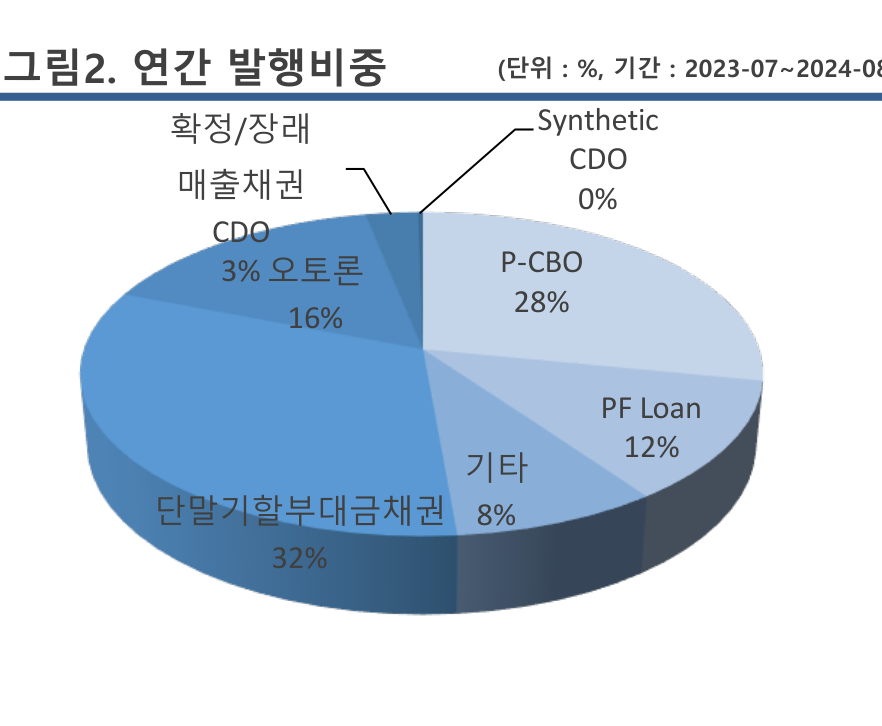 그림2. 연간 발행비중
(단위 : %, 기간 : 2023-07~2024-08
확정/장래
매출채권
CDO
3%
Synthetic
CDO
0%
오토론
16%
P-CBO
28%
PF Loan
12%
기타
8%
단말기할부대금채권
32%